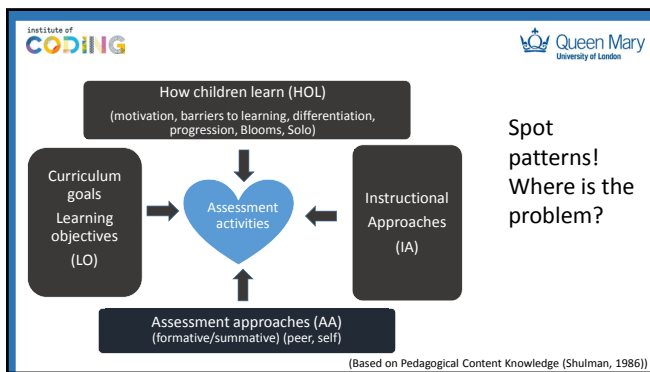 institute of
CODING
Queen Mary
University of London
How children learn (HOL)
(motivation, barriers to learning, differentiation,
progression, Blooms, Solo)
Curriculum
goals
Learning
objectives
(LO)
Assessment
activities
Instructional
Approaches
(IA)
Assessment approaches (AA)
(formative/summative) (peer, self)
Spot
patterns!
Where is the
problem?
(Based on Pedagogical Content Knowledge (Shulman, 1986))